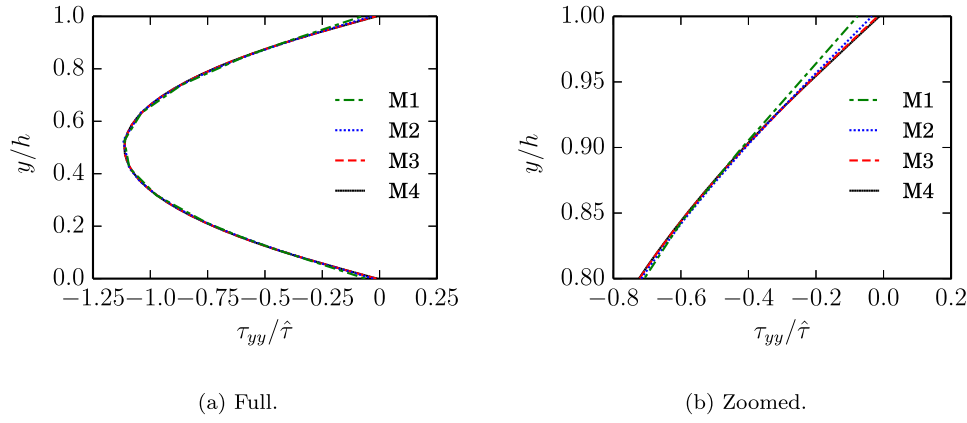 1.0
0.8
0.6
0.4
0.2
0.0
y/h
−1.25 −1.0 −0.75 −0.5 −0.25 0 0.25
τ_yy/τ̂
M1
M2
M3
M4
(a) Full.
1.00
0.95
0.90
0.85
0.80
y/h
−0.8 −0.6 −0.4 −0.2 0.0 0.2
τ_yy/τ̂
M1
M2
M3
M4
(b) Zoomed.